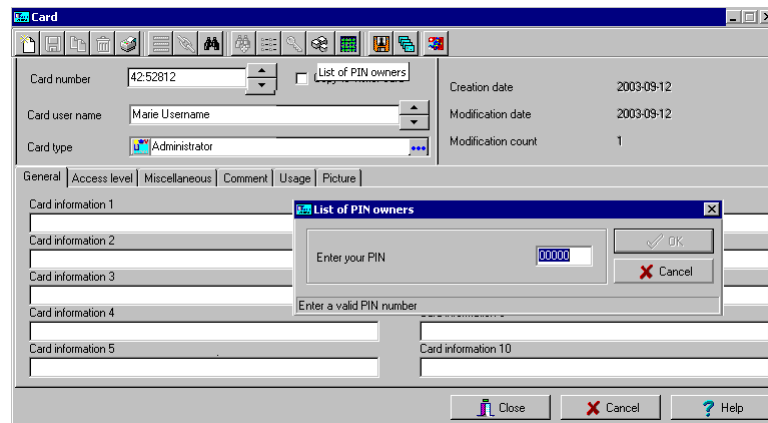 Card
List of PIN owners
Card number
42:52812
Creation date
2003-09-12
Card user name
Marie Username
Modification date
2003-09-12
Card type
Administrator
Modification count
1
General
Access level
Miscellaneous
Comment
Usage
Picture
Card information 1
Card information 2
Card information 3
Card information 4
Card information 5
Card information 10
List of PIN owners
Enter your PIN
00000
OK
Cancel
Enter a valid PIN number
Close
Cancel
Help